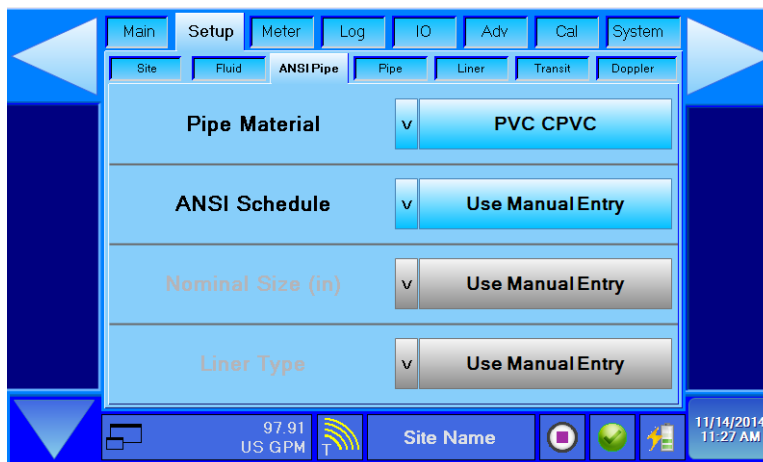 Main Setup Meter Log IO Adv Cal System
Site Fluid ANSI Pipe Pipe Liner Transit Doppler
Pipe Material v PVC CPVC
ANSI Schedule v Use Manual Entry
Nominal Size (in) v Use Manual Entry
Liner Type v Use Manual Entry
97.91
US GPM T Site Name
11/14/2014
11:27 AM